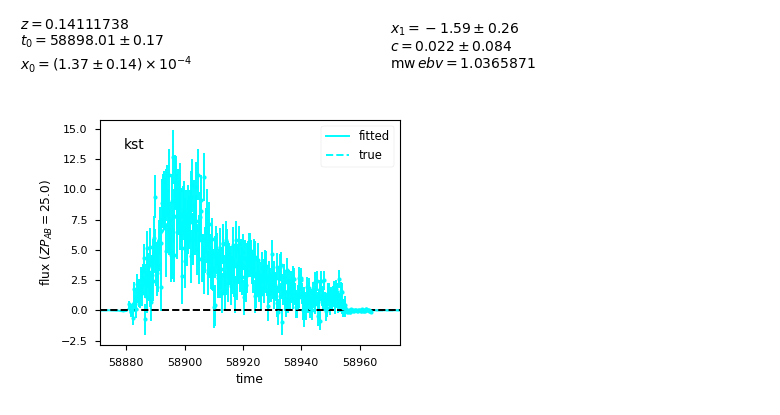 z = 0.14111738
t₀ = 58898.01 ± 0.17
x₀ = (1.37 ± 0.14) × 10⁻⁴
x₁ = −1.59 ± 0.26
c = 0.022 ± 0.084
mw ebv = 1.0365871
kst
fitted
true
15.0
12.5
10.0
7.5
5.0
2.5
0.0
−2.5
flux (ZP_AB = 25.0)
58880 58900 58920 58940 58960
time